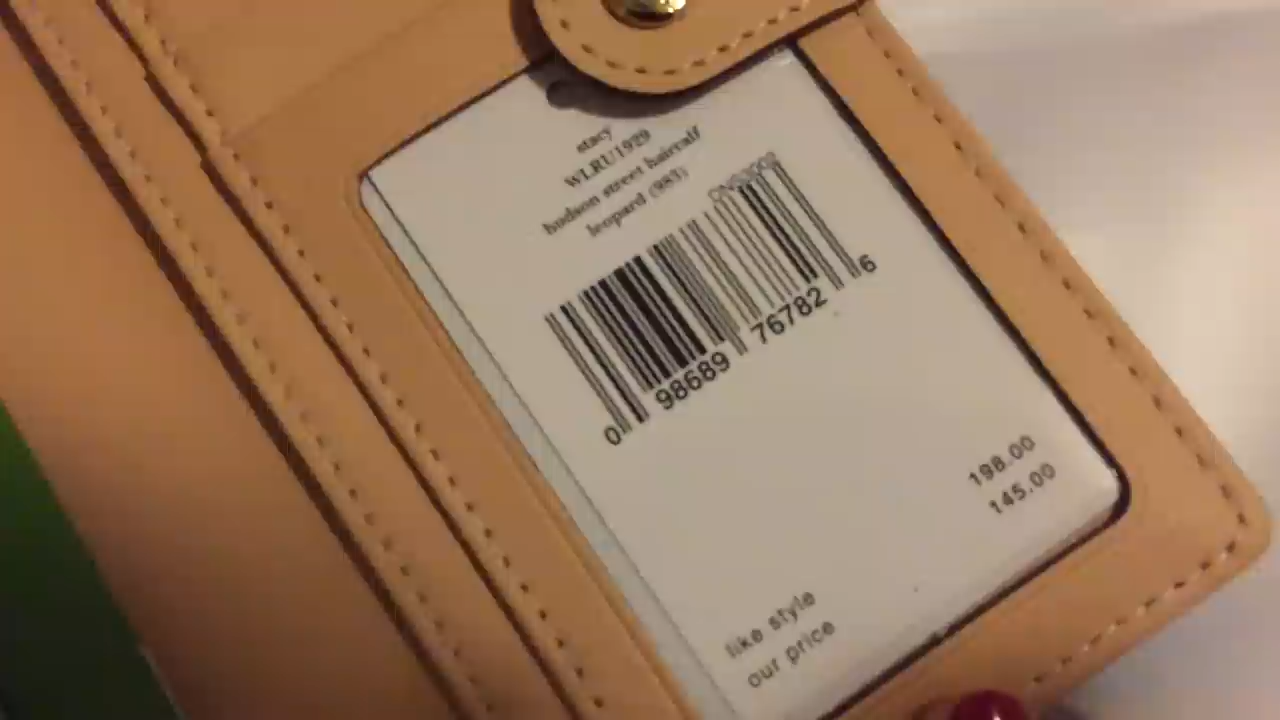 stacy
WLRU1929
hudson street haircalf
leopard (983)
0 98689 76782 6
198.00
145.00
like style
our price